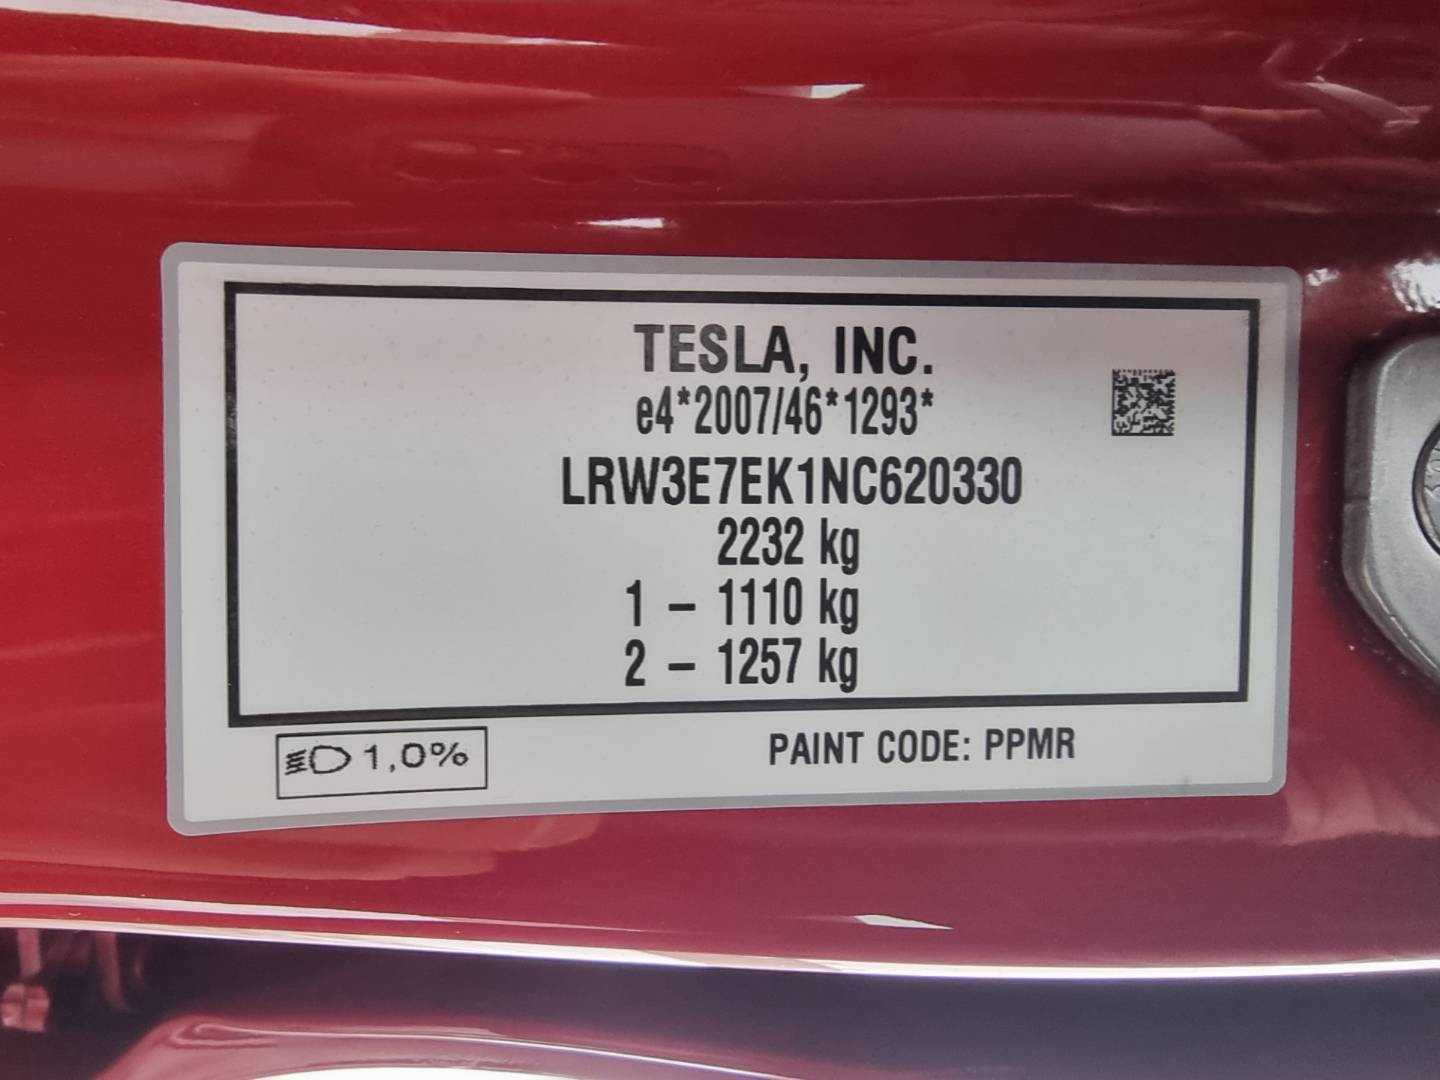 TESLA, INC.
e4*2007/46*1293*
LRW3E7EK1NC620330
2232 kg
1 – 1110 kg
2 – 1257 kg
1,0%
PAINT CODE: PPMR